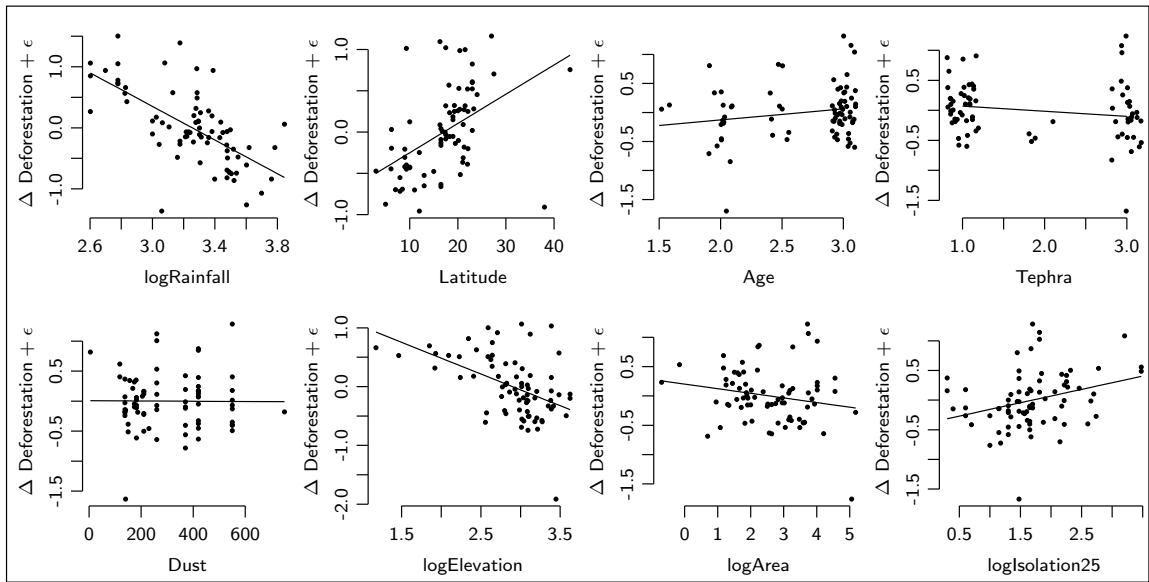 Δ Deforestation + ϵ
-1.0 0.0 1.0
2.6 3.0 3.4 3.8
logRainfall
Δ Deforestation + ϵ
-1.0 0.0 1.0
10 20 30 40
Latitude
Δ Deforestation + ϵ
-1.5 -0.5 0.5
1.5 2.0 2.5 3.0
Age
Δ Deforestation + ϵ
-1.5 -0.5 0.5
1.0 2.0 3.0
Tephra
Δ Deforestation + ϵ
-1.5 -0.5 0.5
0 200 400 600
Dust
Δ Deforestation + ϵ
-2.0 -1.0 0.0 1.0
1.5 2.5 3.5
logElevation
Δ Deforestation + ϵ
-1.5 -0.5 0.5
0 1 2 3 4 5
logArea
Δ Deforestation + ϵ
-1.5 -0.5 0.5
0.5 1.5 2.5 3.5
logIsolation25